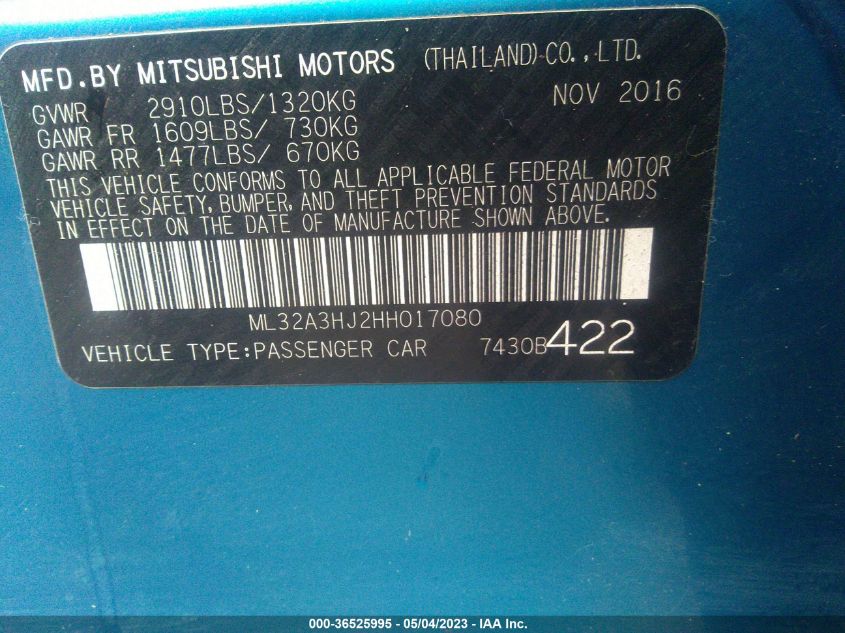 MFD.BY MITSUBISHI MOTORS (THAILAND) CO., LTD.
GVWR 2910LBS/1320KG NOV 2016
GAWR FR 1609LBS/ 730KG
GAWR RR 1477LBS/ 670KG
THIS VEHICLE CONFORMS TO ALL APPLICABLE FEDERAL MOTOR
VEHICLE SAFETY, BUMPER, AND THEFT PREVENTION STANDARDS
IN EFFECT ON THE DATE OF MANUFACTURE SHOWN ABOVE.
ML32A3HJ2HH017080
VEHICLE TYPE:PASSENGER CAR 7430B422
000-36525995 - 05/04/2023 - IAA Inc.